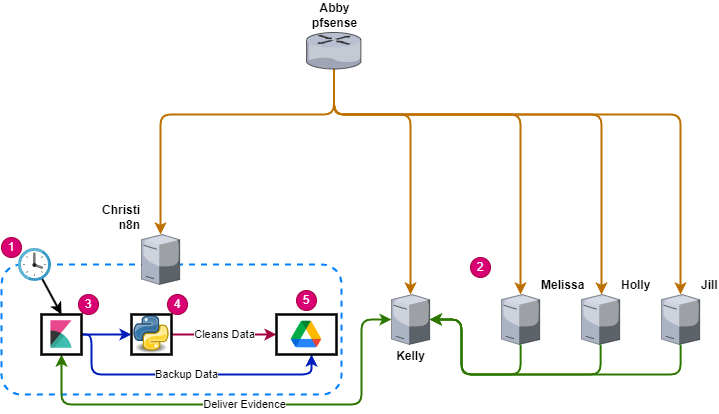 Abby
pfsense
Christi
n8n
1
2
Melissa
Holly
Jill
3
4
5
Cleans Data
Kelly
Backup Data
Deliver Evidence